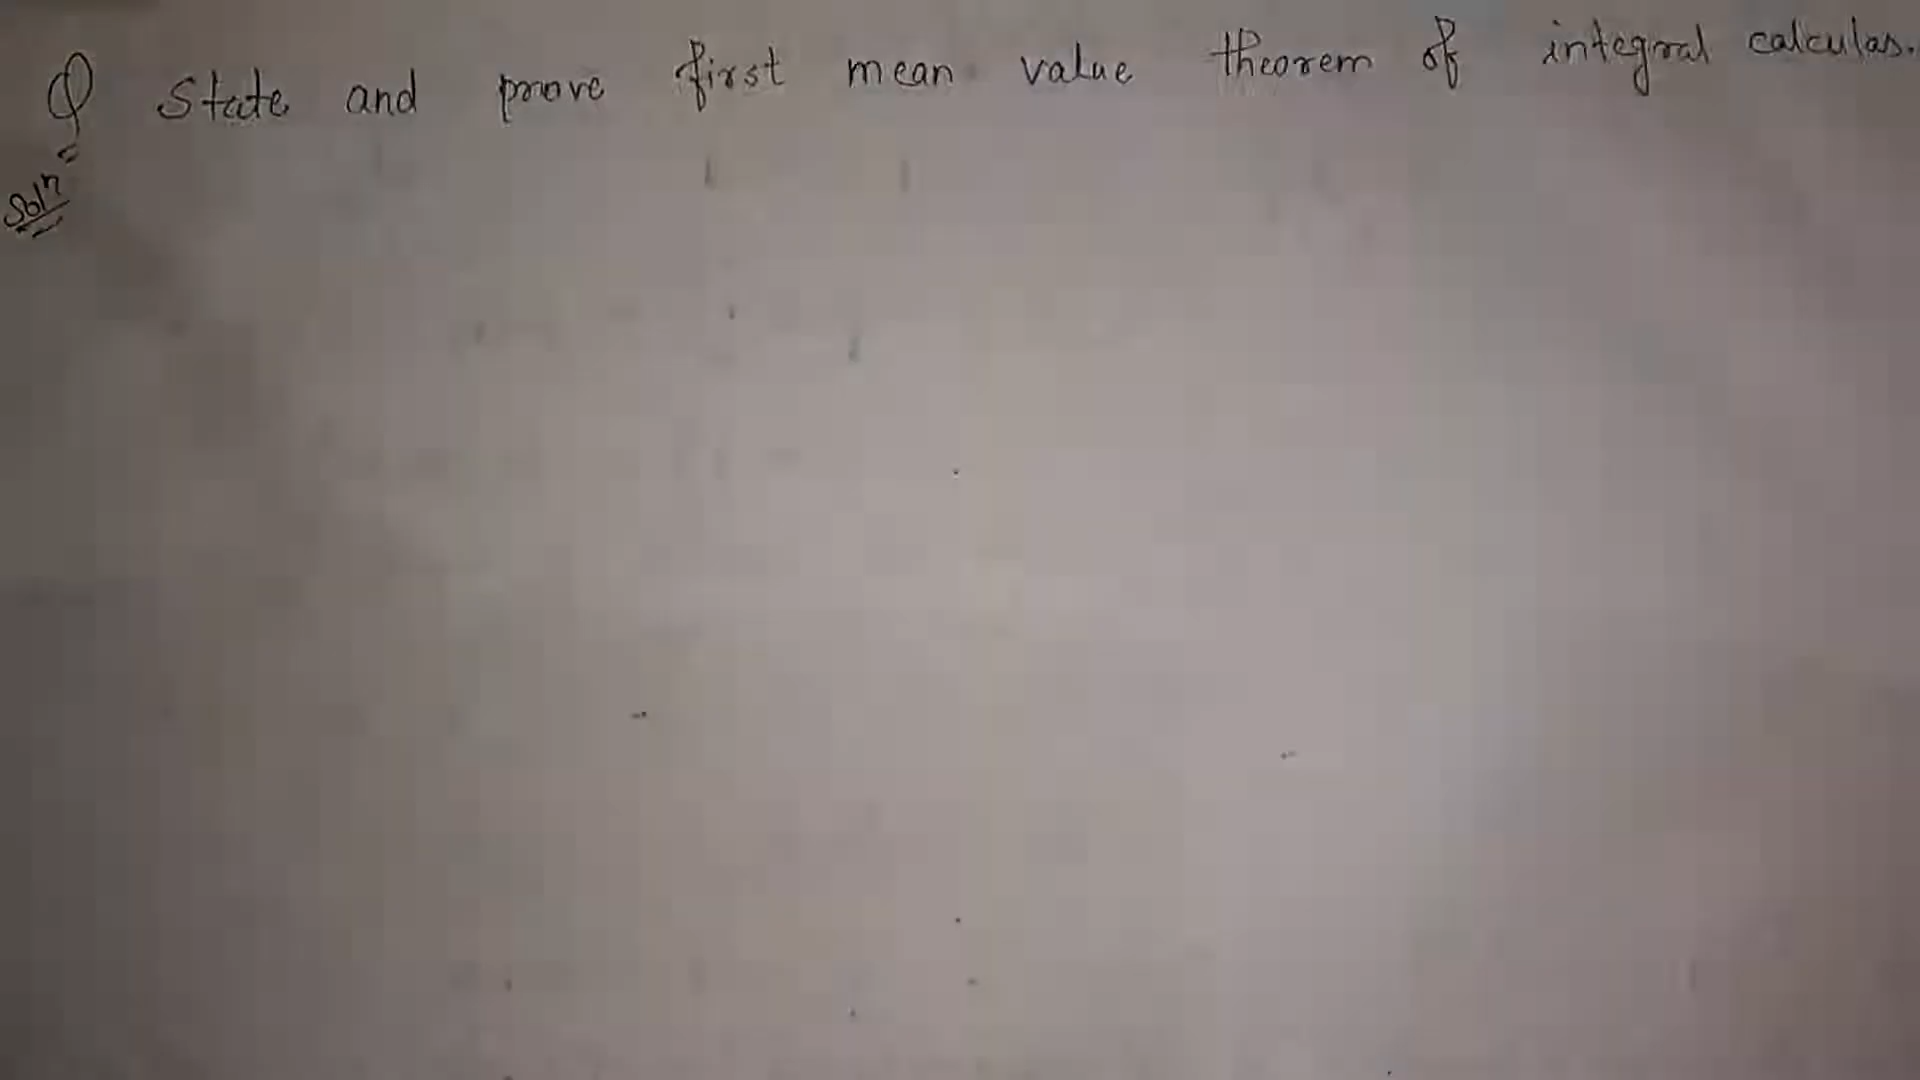 Q State and prove first mean value theorem of integral calculas.
Solⁿ